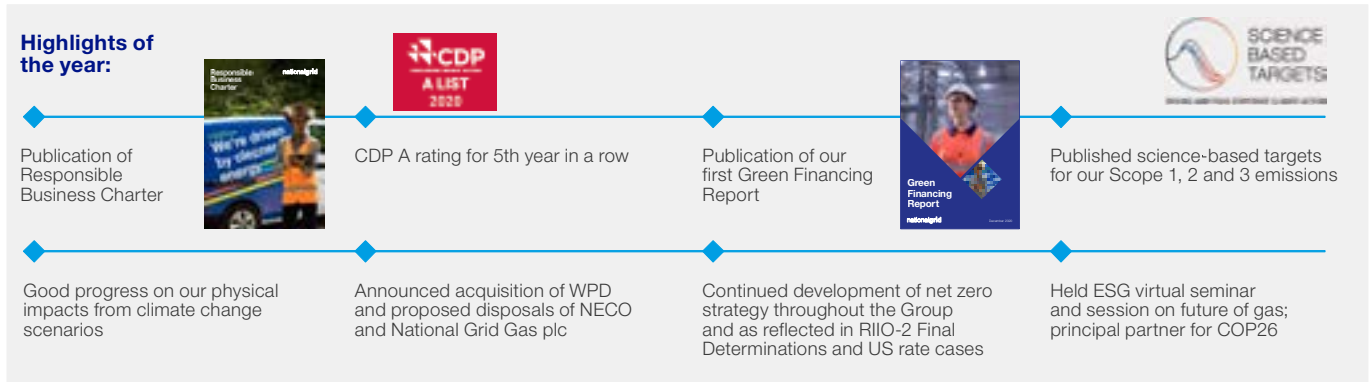 Highlights of
the year:
Responsible
Business
Charter
nationalgrid
We're driven
by cleaner
energy
CDP
A LIST
2020
SCIENCE
BASED
TARGETS
Publication of
Responsible
Business Charter
CDP A rating for 5th year in a row
Publication of our
first Green Financing
Report
Green
Financing
Report
nationalgrid
Published science-based targets
for our Scope 1, 2 and 3 emissions
Good progress on our physical
impacts from climate change
scenarios
Announced acquisition of WPD
and proposed disposals of NECO
and National Grid Gas plc
Continued development of net zero
strategy throughout the Group
and as reflected in RIIO-2 Final
Determinations and US rate cases
Held ESG virtual seminar
and session on future of gas;
principal partner for COP26